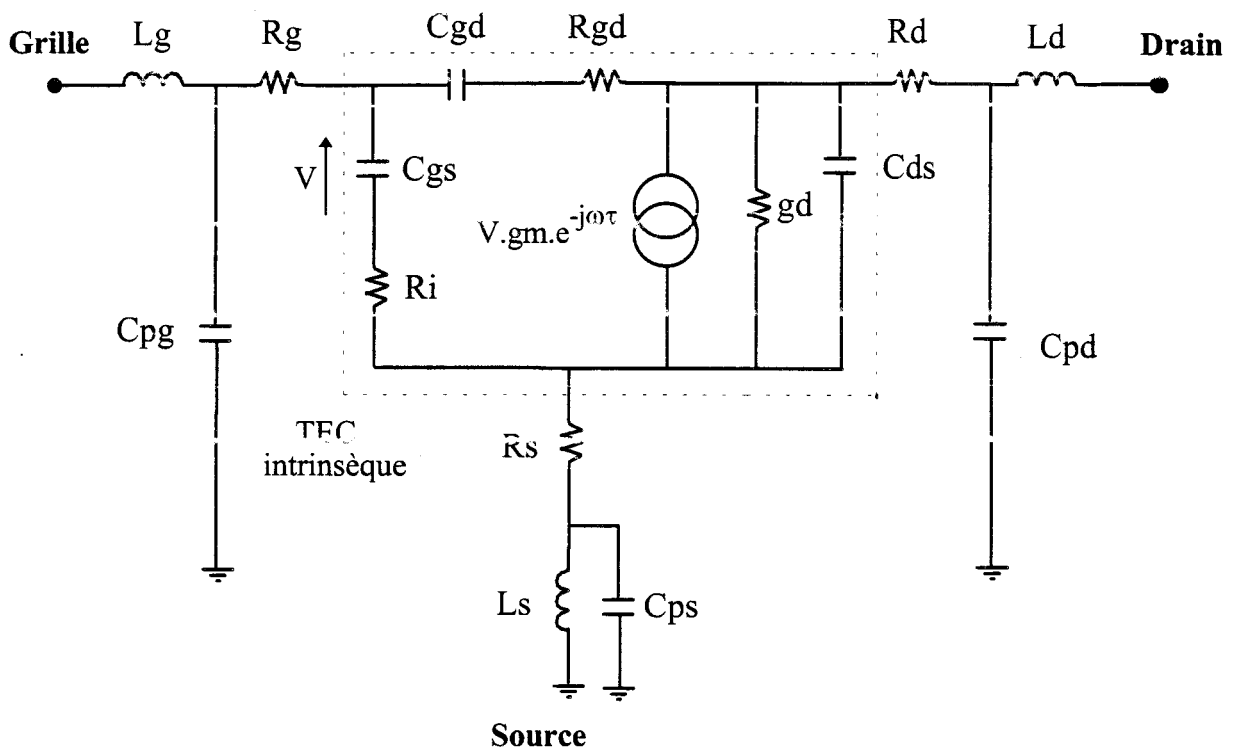 Grille
Lg
Rg
Cgd
Rgd
Rd
Ld
Drain
V
Cgs
V.gm.e^-jωτ
gd
Cds
Ri
Cpg
Cpd
TEC
intrinsèque
Rs
Ls
Cps
Source